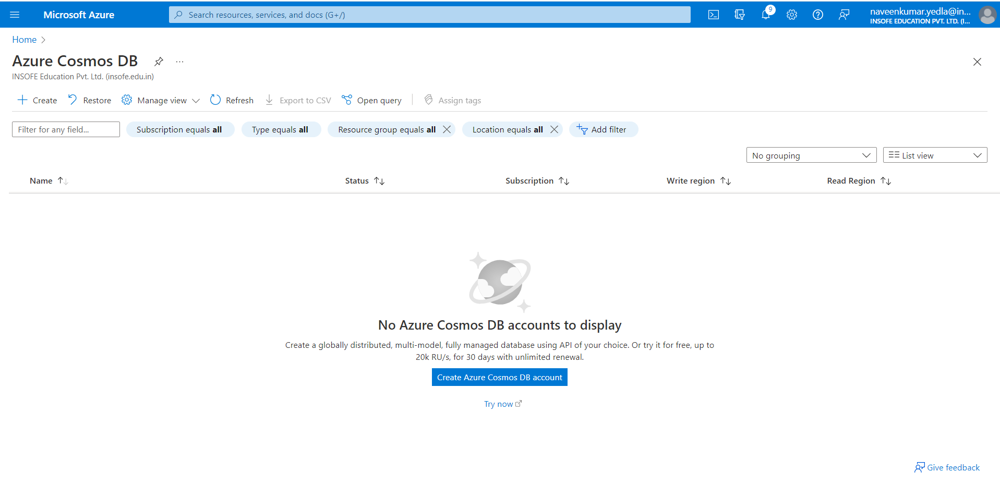 Microsoft Azure
Search resources, services, and docs (G+/)
9
naveenkumar.yedla@in...
INSOFE EDUCATION PVT. LTD. (I...
Home
Azure Cosmos DB ...
INSOFE Education Pvt. Ltd. (insofe.edu.in)
Create Restore Manage view Refresh Export to CSV Open query Assign tags
Filter for any field... Subscription equals all Type equals all Resource group equals all Location equals all Add filter
No grouping List view
Name Status Subscription Write region Read Region
No Azure Cosmos DB accounts to display
Create a globally distributed, multi-model, fully managed database using API of your choice. Or try it for free, up to
20k RU/s, for 30 days with unlimited renewal.
Create Azure Cosmos DB account
Try now
Give feedback